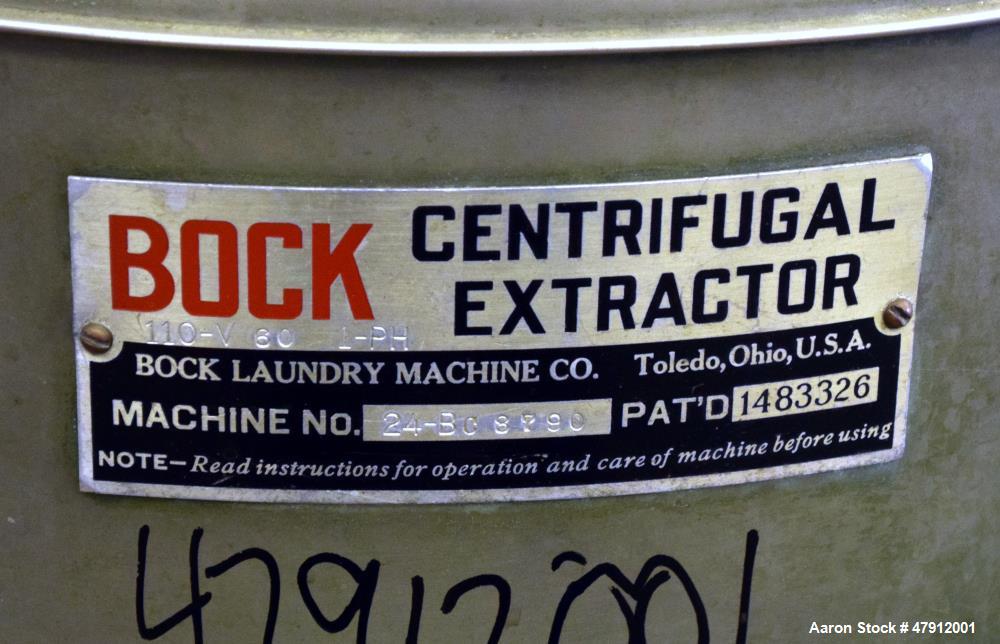 BOCK CENTRIFUGAL
EXTRACTOR
110-V 60 1-PH
BOCK LAUNDRY MACHINE CO. Toledo, Ohio, U.S.A.
MACHINE NO. PAT'D 1483326
NOTE—Read instructions for operation and care of machine before using
47912001
Aaron Stock # 47912001